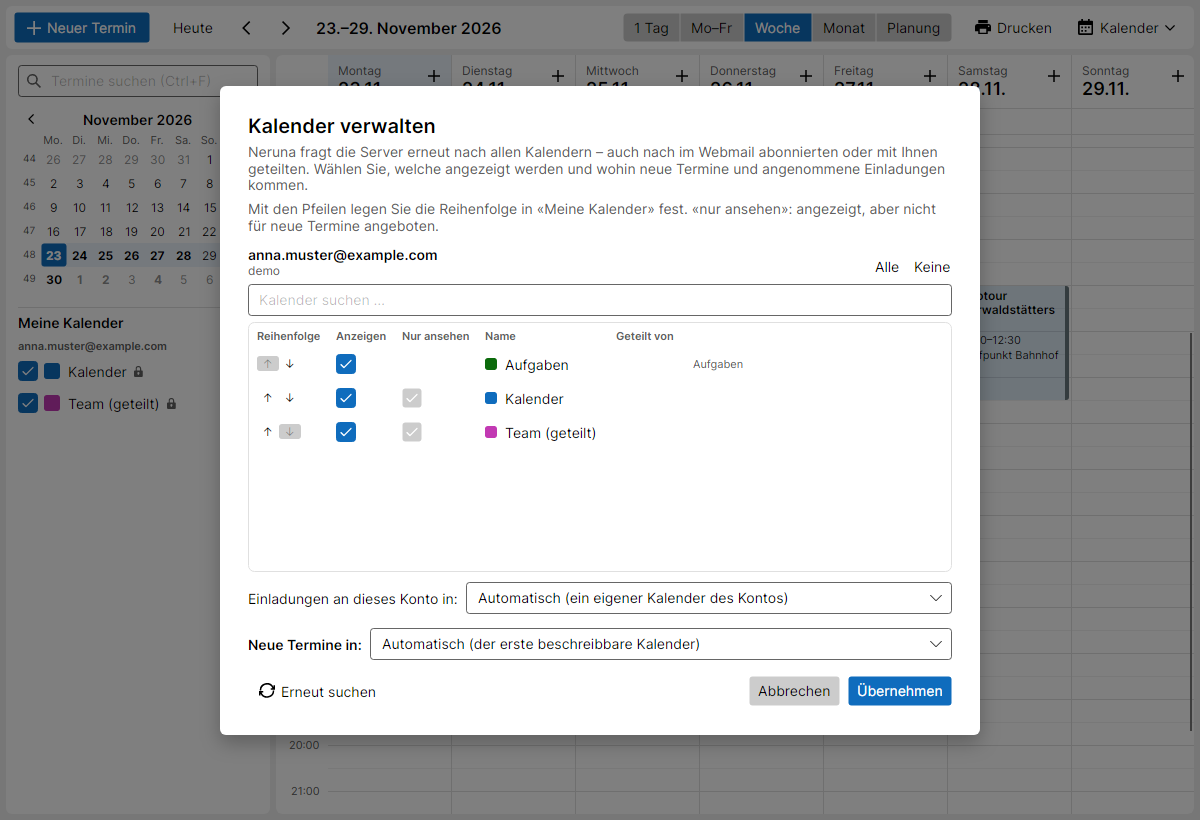 Neuer Termin
Heute
23.–29. November 2026
1 Tag
Mo–Fr
Woche
Monat
Planung
Drucken
Kalender
Termine suchen (Ctrl+F)
November 2026
Mo. Di. Mi. Do. Fr. Sa. So.
44 26 27 28 29 30 31 1
45 2 3 4 5 6 7 8
46 9 10 11 12 13 14 15
47 16 17 18 19 20 21 22
48 23 24 25 26 27 28 29
49 30 1 2 3 4 5 6
Meine Kalender
anna.muster@example.com
Kalender
Team (geteilt)
Montag
Dienstag
Mittwoch
Donnerstag
Freitag
Samstag
Sonntag
29.11.
Kalender verwalten
Neruna fragt die Server erneut nach allen Kalendern – auch nach im Webmail abonnierten oder mit Ihnen
geteilten. Wählen Sie, welche angezeigt werden und wohin neue Termine und angenommene Einladungen
kommen.
Mit den Pfeilen legen Sie die Reihenfolge in «Meine Kalender» fest. «nur ansehen»: angezeigt, aber nicht
für neue Termine angeboten.
anna.muster@example.com
demo
Alle
Keine
Kalender suchen ...
Reihenfolge Anzeigen Nur ansehen Name Geteilt von
Aufgaben Aufgaben
Kalender
Team (geteilt)
Einladungen an dieses Konto in: Automatisch (ein eigener Kalender des Kontos)
Neue Termine in: Automatisch (der erste beschreibbare Kalender)
Erneut suchen
Abbrechen
Übernehmen
20:00
21:00